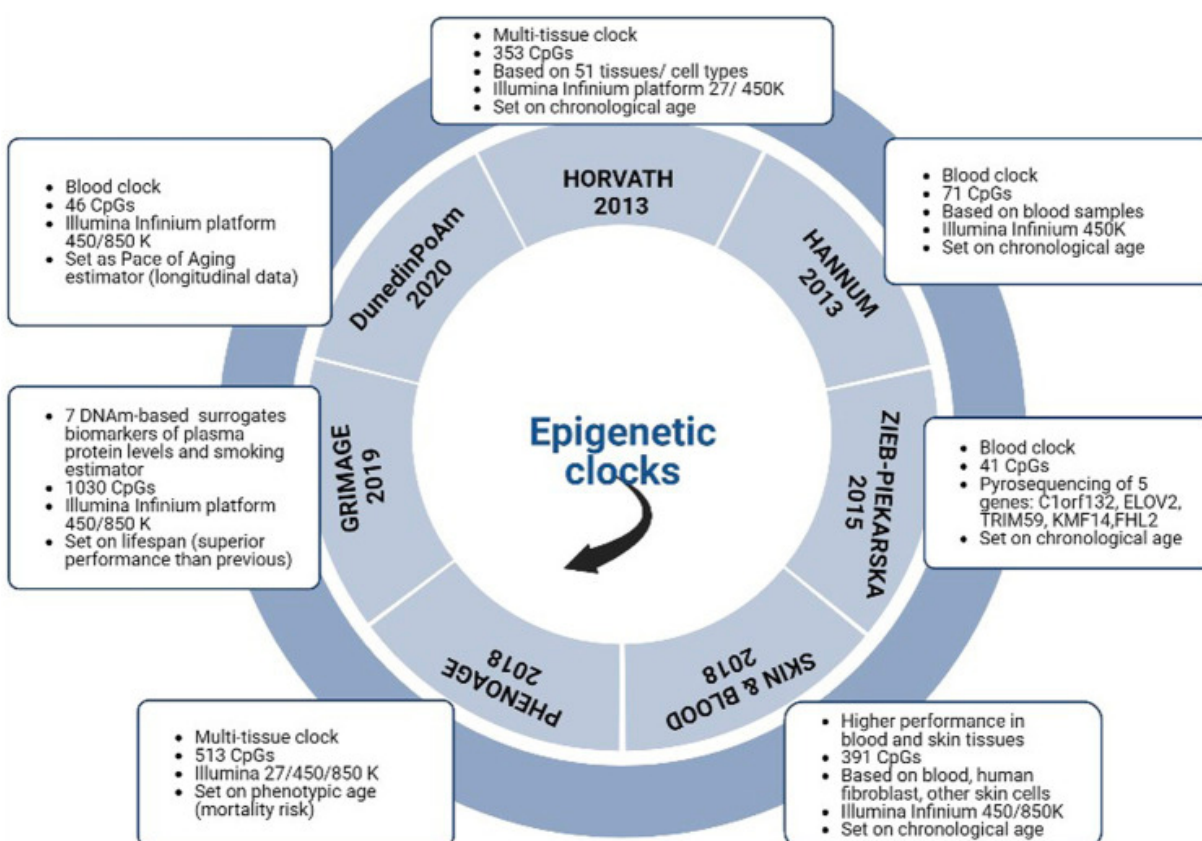 • Multi-tissue clock
• 353 CpGs
• Based on 51 tissues/ cell types
• Illumina Infinium platform 27/ 450K
• Set on chronological age
HORVATH
2013
• Blood clock
• 71 CpGs
• Based on blood samples
• Illumina Infinium 450K
• Set on chronological age
HANNUM
2013
• Blood clock
• 41 CpGs
• Pyrosequencing of 5
genes: C1orf132, ELOV2,
TRIM59, KMF14,FHL2
• Set on chronological age
ZIEB-PIEKARSKA
2015
• Higher performance in
blood and skin tissues
• 391 CpGs
• Based on blood, human
fibroblast, other skin cells
• Illumina Infinium 450/850K
• Set on chronological age
SKIN & BLOOD
2018
• Multi-tissue clock
• 513 CpGs
• Illumina 27/450/850 K
• Set on phenotypic age
(mortality risk)
PHENOAGE
2018
• 7 DNAm-based surrogates
biomarkers of plasma
protein levels and smoking
estimator
• 1030 CpGs
• Illumina Infinium platform
450/850 K
• Set on lifespan (superior
performance than previous)
GRIMAGE
2019
• Blood clock
• 46 CpGs
• Illumina Infinium platform
450/850 K
• Set as Pace of Aging
estimator (longitudinal data)
DunedinPoAm
2020
Epigenetic
clocks